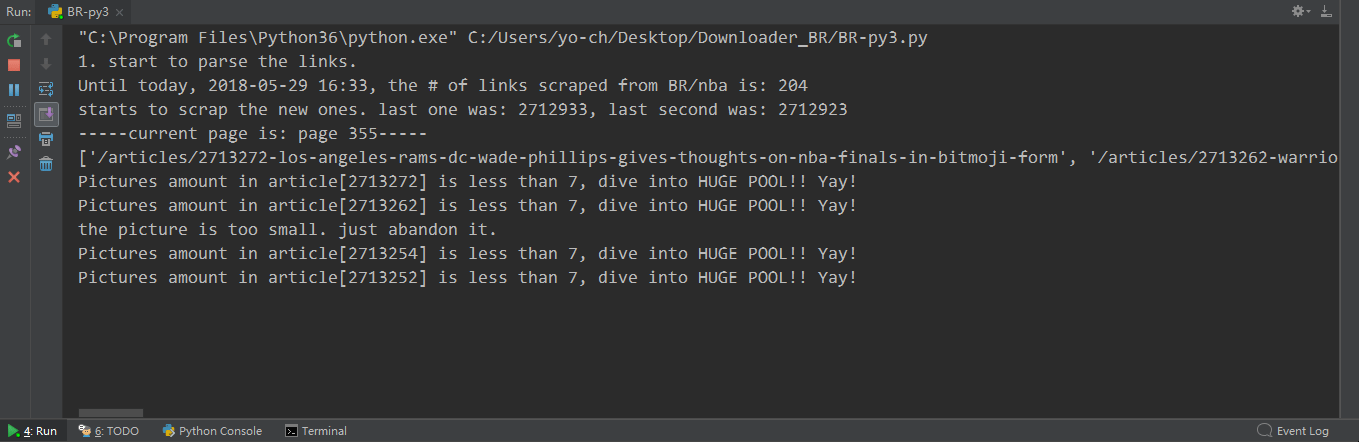 Run: BR-py3
"C:\Program Files\Python36\python.exe" C:/Users/yo-ch/Desktop/Downloader_BR/BR-py3.py
1. start to parse the links.
Until today, 2018-05-29 16:33, the # of links scraped from BR/nba is: 204
starts to scrap the new ones. last one was: 2712933, last second was: 2712923
-----current page is: page 355-----
['/articles/2713272-los-angeles-rams-dc-wade-phillips-gives-thoughts-on-nba-finals-in-bitmoji-form', '/articles/2713262-warrio
Pictures amount in article[2713272] is less than 7, dive into HUGE POOL!! Yay!
Pictures amount in article[2713262] is less than 7, dive into HUGE POOL!! Yay!
the picture is too small. just abandon it.
Pictures amount in article[2713254] is less than 7, dive into HUGE POOL!! Yay!
Pictures amount in article[2713252] is less than 7, dive into HUGE POOL!! Yay!
4: Run 6: TODO Python Console Terminal Event Log